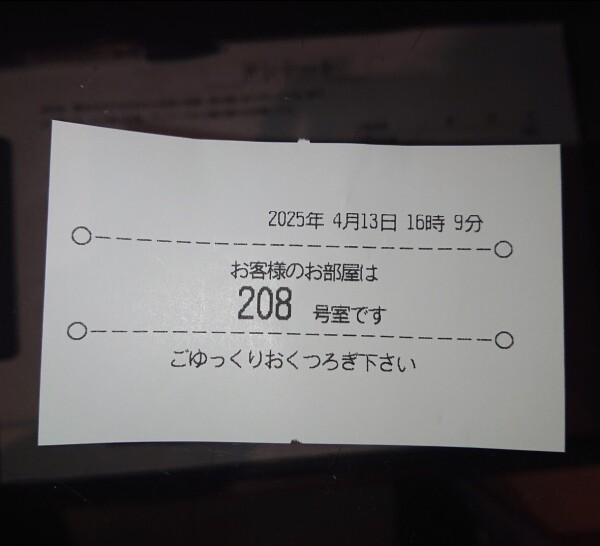 2025年 4月13日 16時 9分
お客様のお部屋は
208 号室です
ごゆっくりおくつろぎ下さい